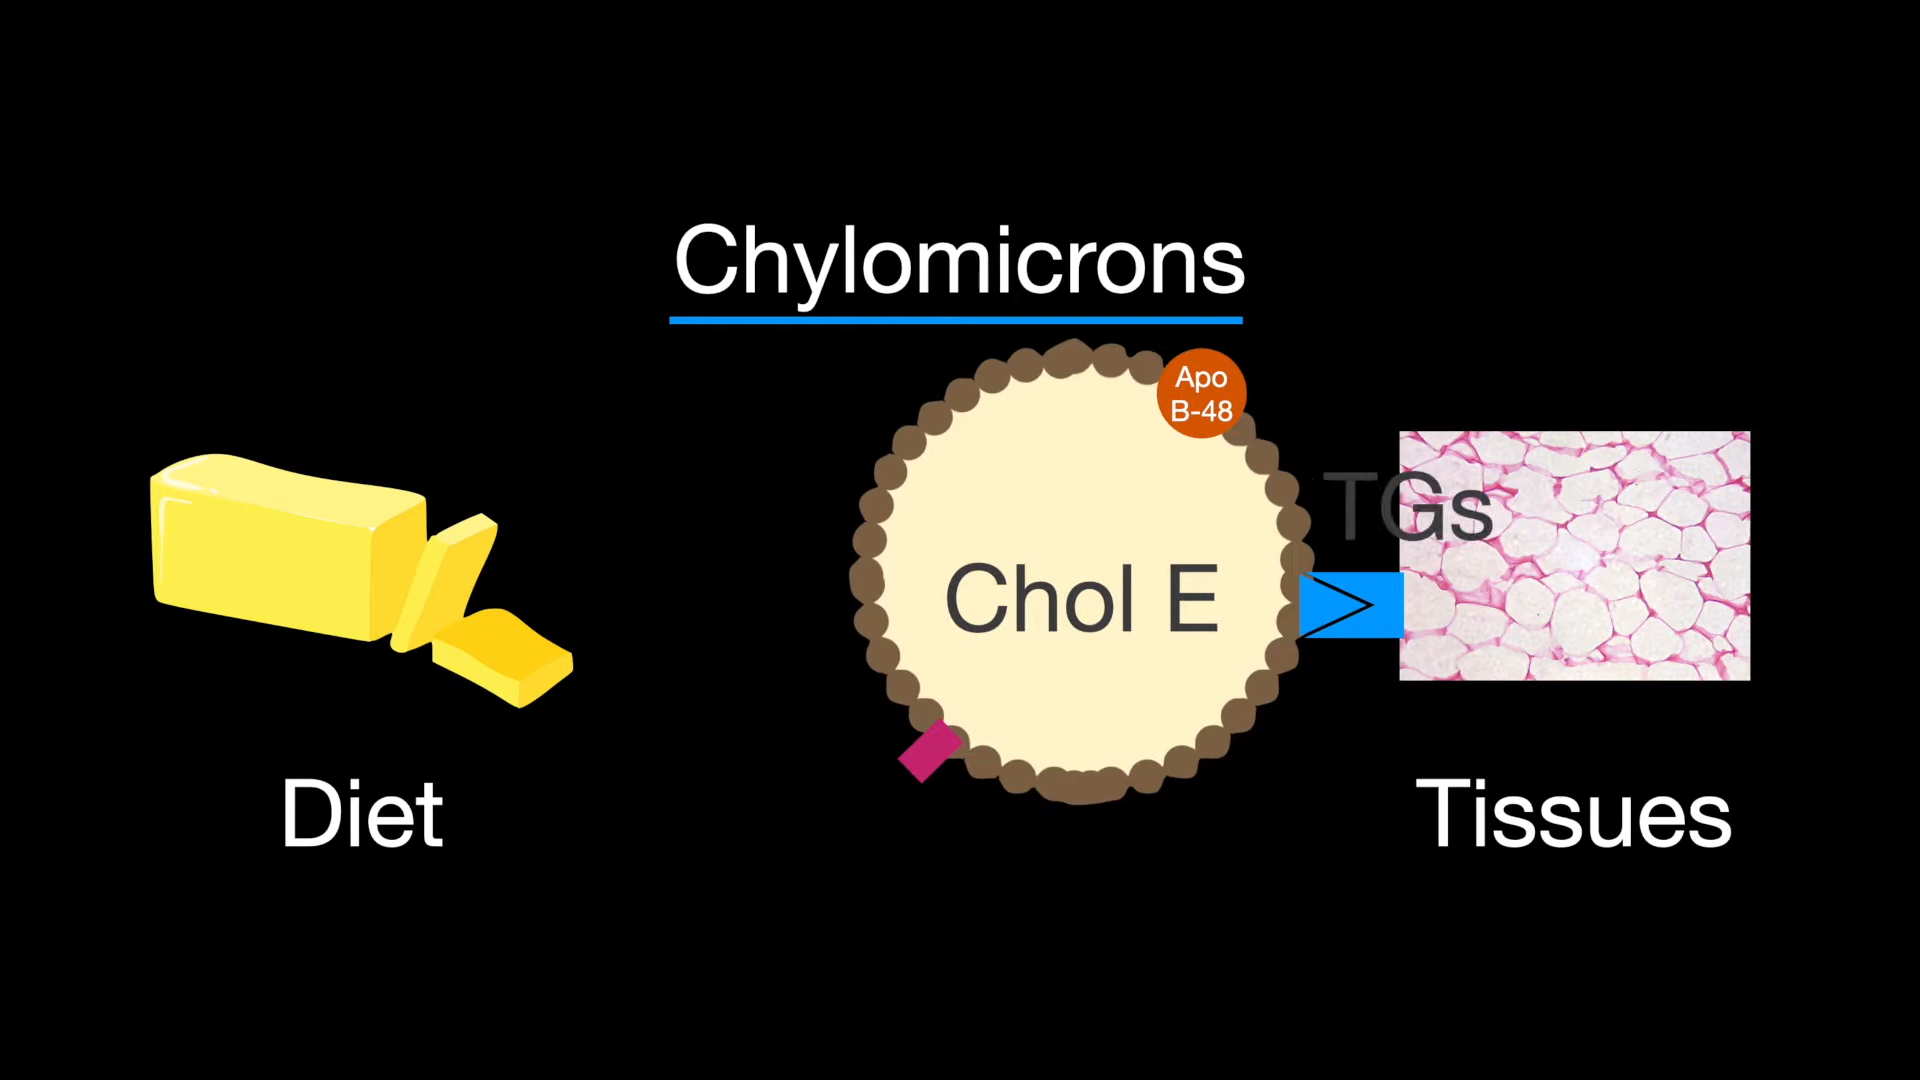 Chylomicrons
Apo
B-48
TGs
Chol E
Diet
Tissues